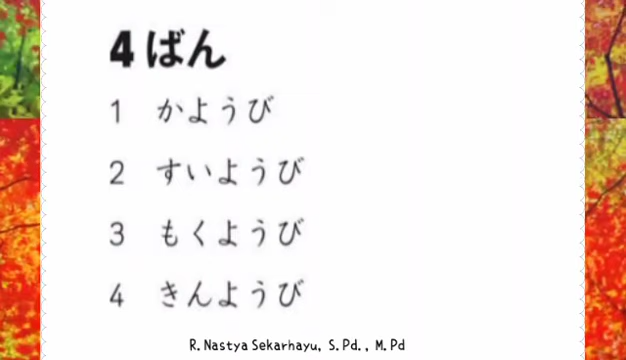 4ばん
1 かようび
2 すいようび
3 もくようび
4 きんようび
R. Nastya Sekarhayu, S.Pd., M.Pd